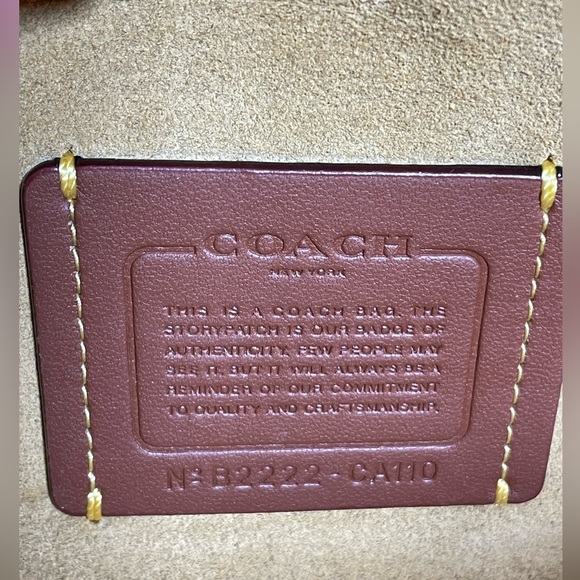 COACH
NEW YORK
THIS IS A COACH BAG. THE
STORYPATCH IS OUR BADGE OF
AUTHENTICITY. FEW PEOPLE MAY
SEE IT, BUT IT WILL ALWAYS BE A
REMINDER OF OUR COMMITMENT
TO QUALITY AND CRAFTSMANSHIP.
Nº B2222-CA110